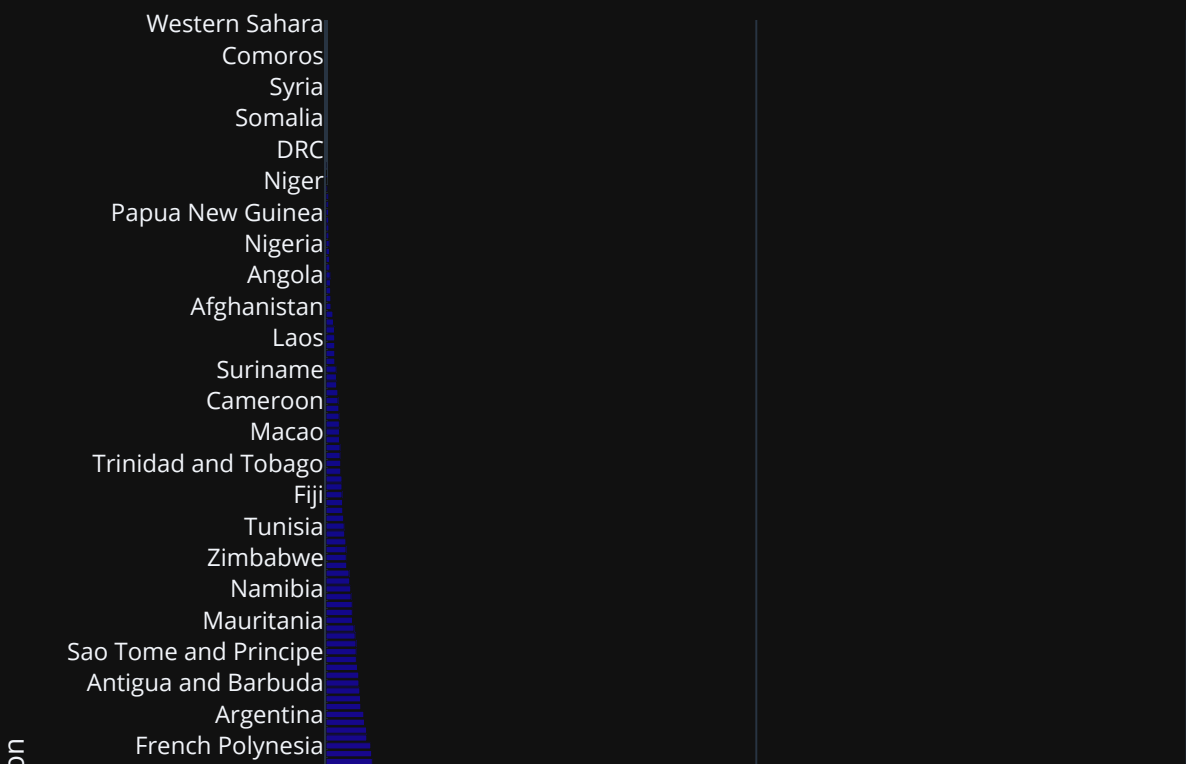 Western Sahara
Comoros
Syria
Somalia
DRC
Niger
Papua New Guinea
Nigeria
Angola
Afghanistan
Laos
Suriname
Cameroon
Macao
Trinidad and Tobago
Fiji
Tunisia
Zimbabwe
Namibia
Mauritania
Sao Tome and Principe
Antigua and Barbuda
Argentina
French Polynesia